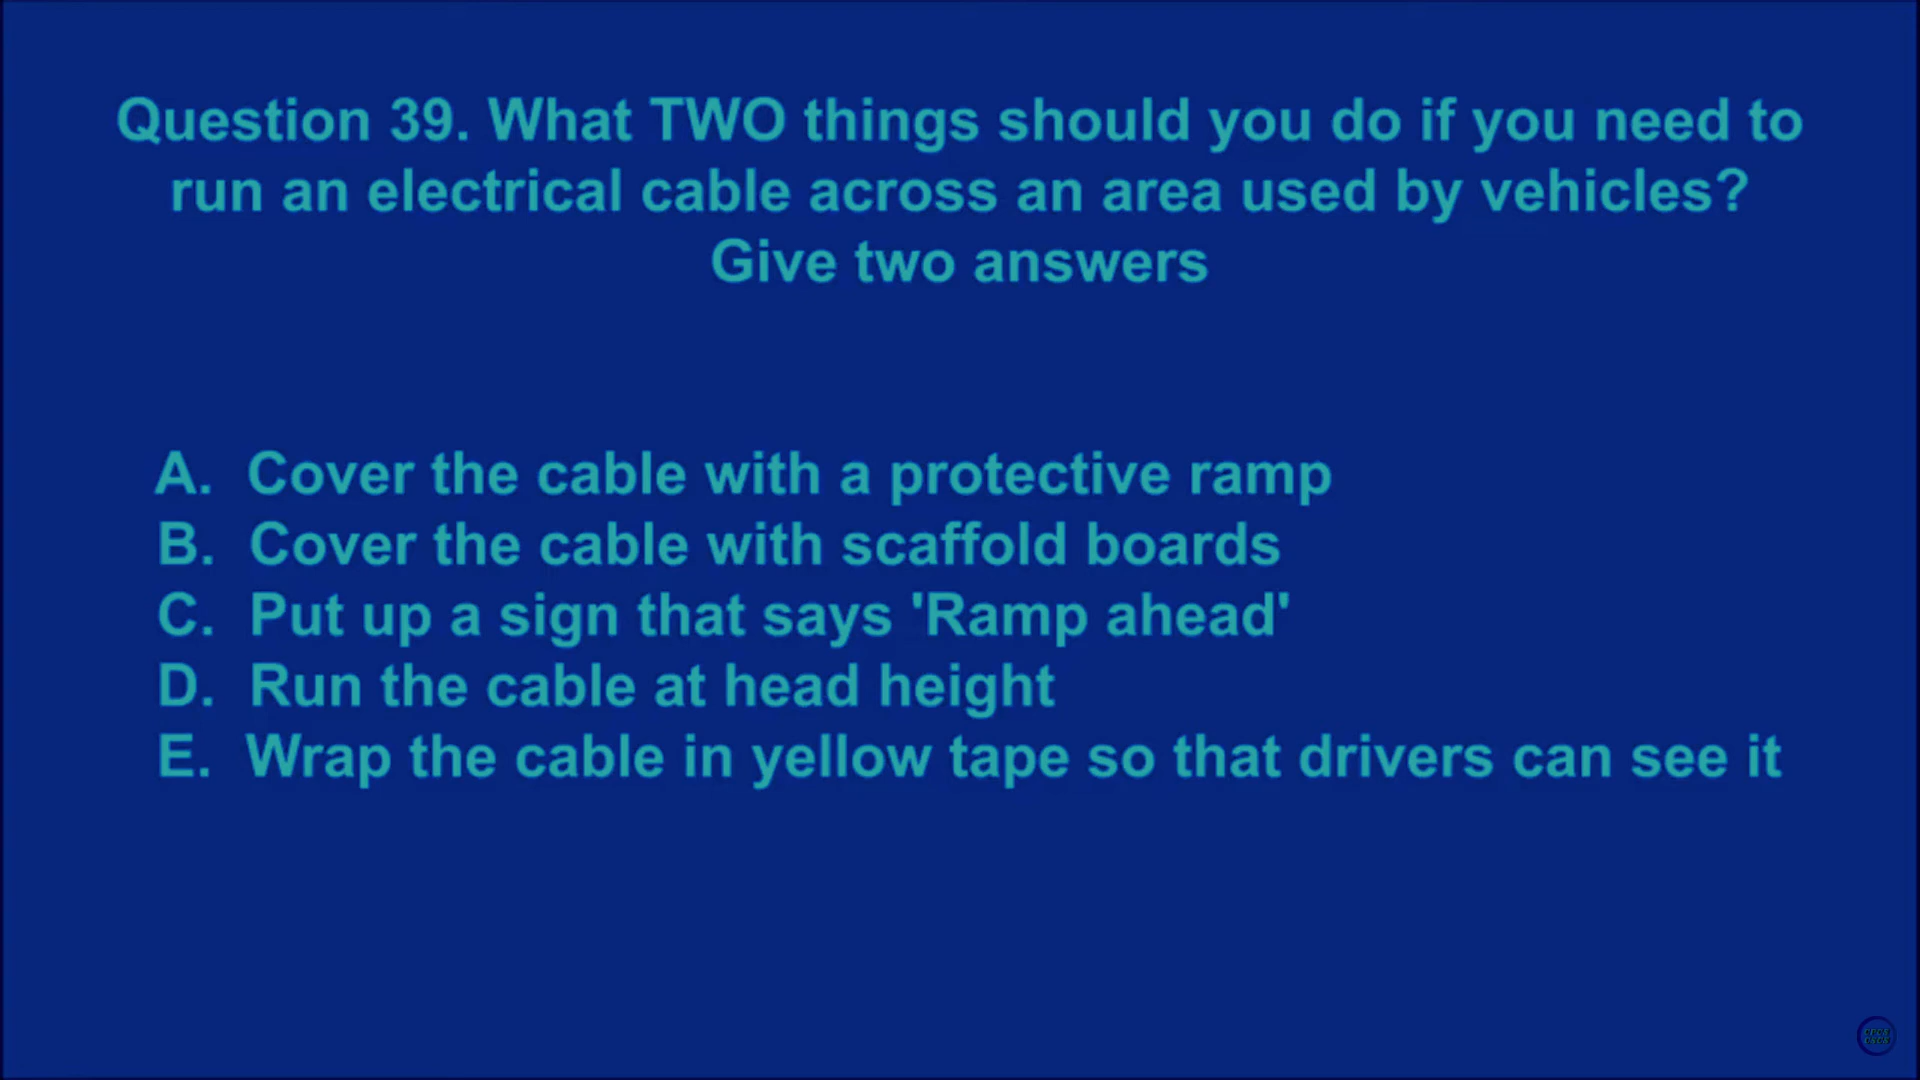 Question 39. What TWO things should you do if you need to
run an electrical cable across an area used by vehicles?
Give two answers
A. Cover the cable with a protective ramp
B. Cover the cable with scaffold boards
C. Put up a sign that says 'Ramp ahead'
D. Run the cable at head height
E. Wrap the cable in yellow tape so that drivers can see it